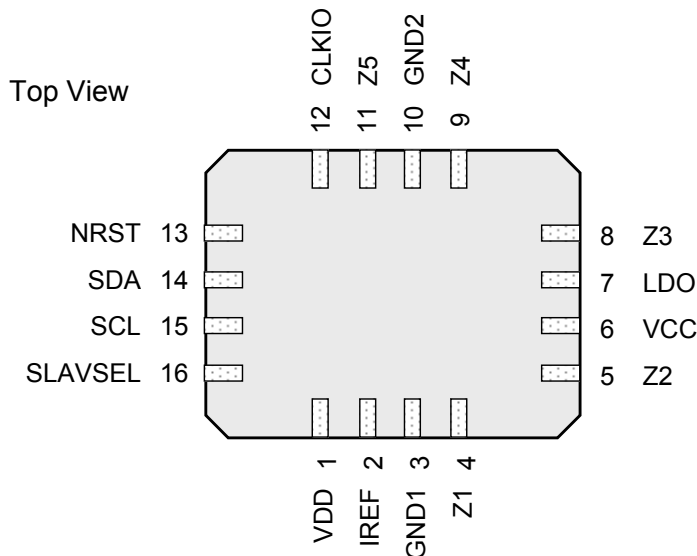 Top View
12 CLKIO
11 Z5
10 GND2
9 Z4
NRST 13
SDA 14
SCL 15
SLAVSEL 16
8 Z3
7 LDO
6 VCC
5 Z2
VDD 1
IREF 2
GND1 3
Z1 4